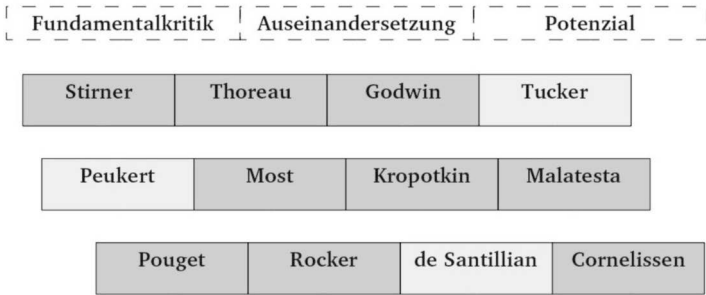 Fundamentalkritik Auseinandersetzung Potenzial
Stirner Thoreau Godwin Tucker
Peukert Most Kropotkin Malatesta
Pouget Rocker de Santillian Cornelissen